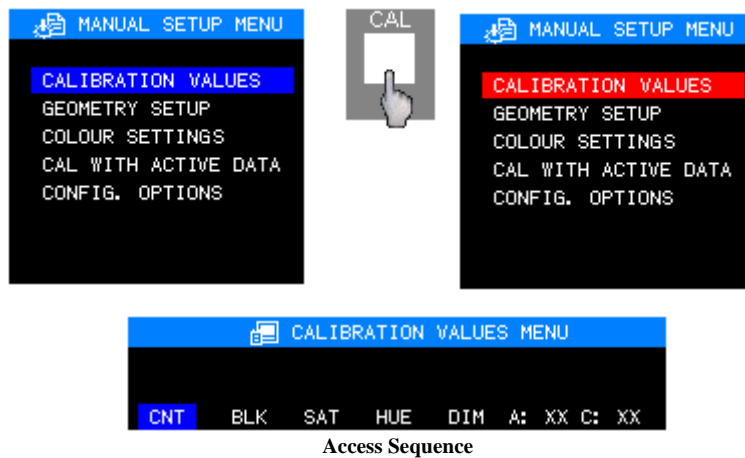 MANUAL SETUP MENU
CALIBRATION VALUES
GEOMETRY SETUP
COLOUR SETTINGS
CAL WITH ACTIVE DATA
CONFIG. OPTIONS
CAL
MANUAL SETUP MENU
CALIBRATION VALUES
GEOMETRY SETUP
COLOUR SETTINGS
CAL WITH ACTIVE DATA
CONFIG. OPTIONS
CALIBRATION VALUES MENU
CNT BLK SAT HUE DIM A: XX C: XX
Access Sequence